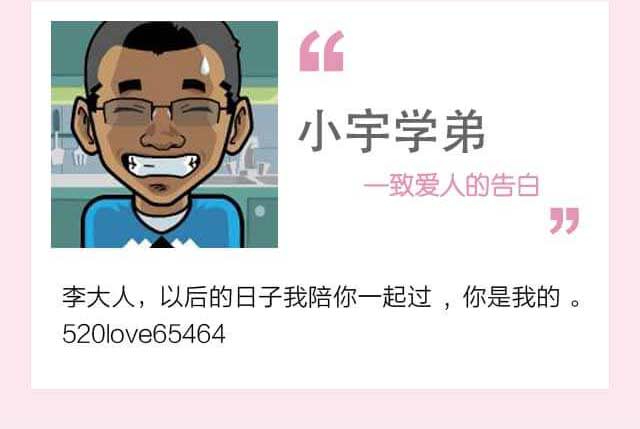 小宇学弟
一致爱人的告白
李大人，以后的日子我陪你一起过 ，你是我的 。
520love65464